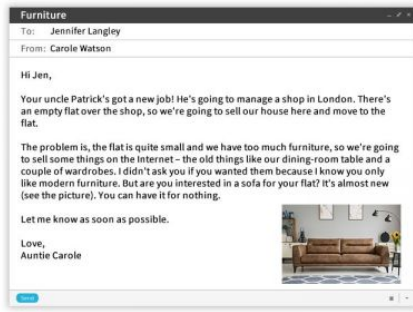 Furniture
To: Jennifer Langley
From: Carole Watson
Hi Jen,
Your uncle Patrick's got a new job! He's going to manage a shop in London. There's
an empty flat over the shop, so we're going to sell our house here and move to the
flat.
The problem is, the flat is quite small and we have too much furniture, so we're going
to sell some things on the Internet – the old things like our dining-room table and a
couple of wardrobes. I didn't ask you if you wanted them because I know you only
like modern furniture. But are you interested in a sofa for your flat? It's almost new
(see the picture). You can have it for nothing.
Let me know as soon as possible.
Love,
Auntie Carole
Send